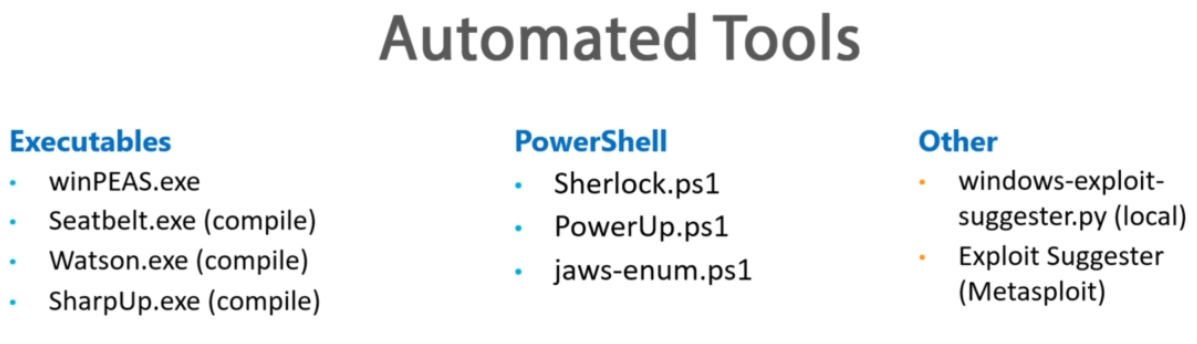 Automated Tools
Executables
• winPEAS.exe
• Seatbelt.exe (compile)
• Watson.exe (compile)
• SharpUp.exe (compile)
PowerShell
• Sherlock.ps1
• PowerUp.ps1
• jaws-enum.ps1
Other
• windows-exploit-
suggester.py (local)
• Exploit Suggester
(Metasploit)